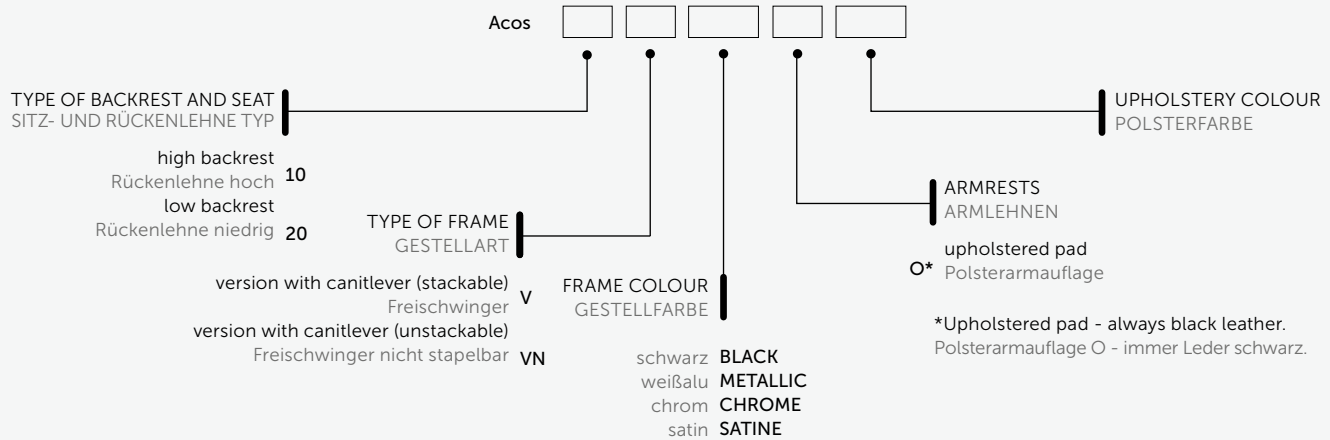 Acos
TYPE OF BACKREST AND SEAT
SITZ- UND RÜCKENLEHNE TYP
high backrest
Rückenlehne hoch 10
low backrest
Rückenlehne niedrig 20
TYPE OF FRAME
GESTELLART
version with canitlever (stackable)
Freischwinger V
version with canitlever (unstackable)
Freischwinger nicht stapelbar VN
FRAME COLOUR
GESTELLFARBE
schwarz BLACK
weißalu METALLIC
chrom CHROME
satin SATINE
ARMRESTS
ARMLEHNEN
upholstered pad
O* Polsterarmauflage
*Upholstered pad - always black leather.
Polsterarmauflage O - immer Leder schwarz.
UPHOLSTERY COLOUR
POLSTERFARBE